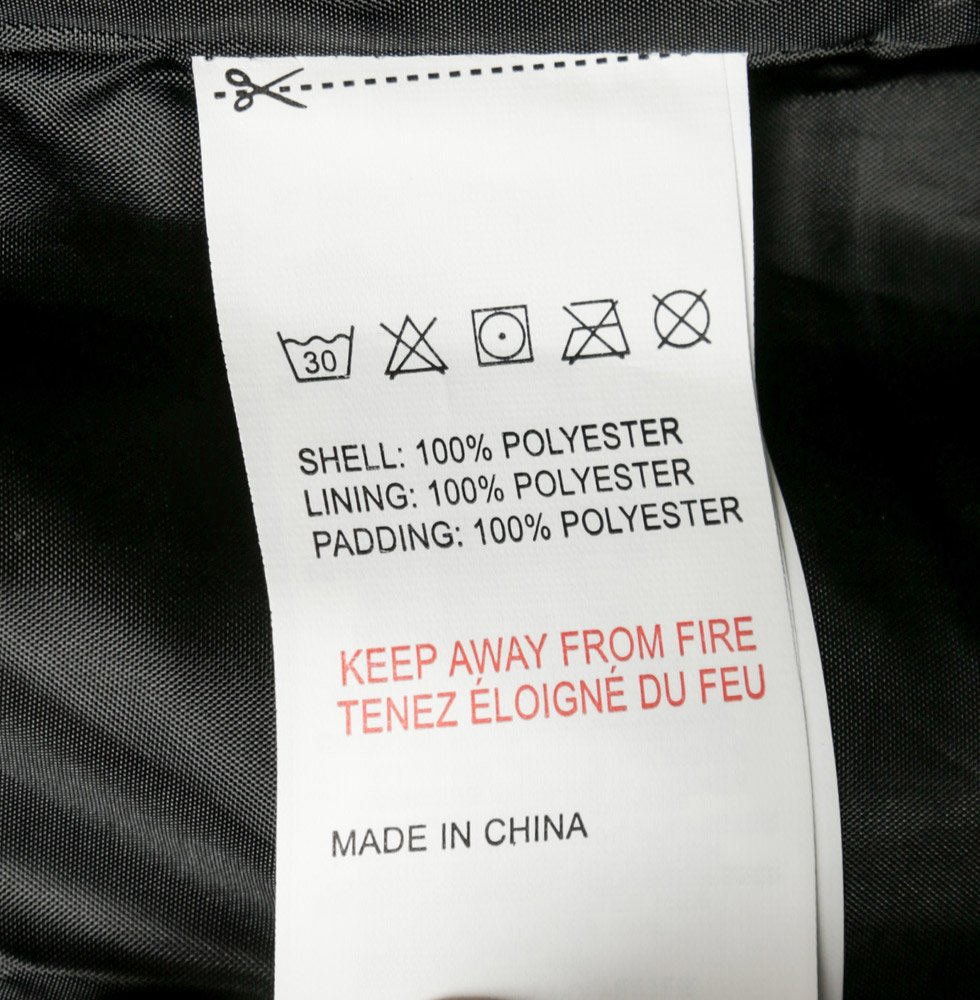 30
SHELL: 100% POLYESTER
LINING: 100% POLYESTER
PADDING: 100% POLYESTER
KEEP AWAY FROM FIRE
TENEZ ÉLOIGNÉ DU FEU
MADE IN CHINA